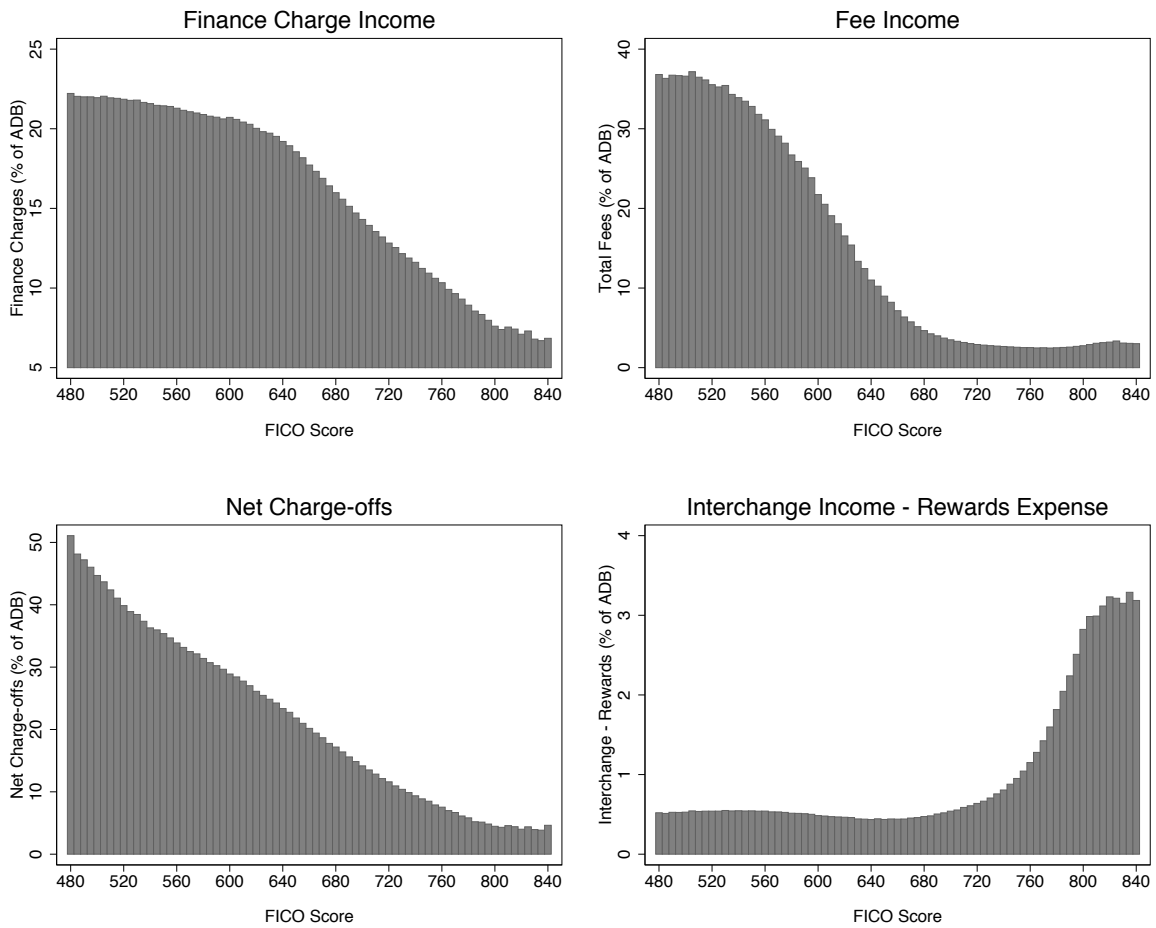 Finance Charge Income
Finance Charges (% of ADB)
25
20
15
10
5
480 520 560 600 640 680 720 760 800 840
FICO Score
Fee Income
Total Fees (% of ADB)
40
30
20
10
0
480 520 560 600 640 680 720 760 800 840
FICO Score
Net Charge-offs
Net Charge-offs (% of ADB)
50
40
30
20
10
0
480 520 560 600 640 680 720 760 800 840
FICO Score
Interchange Income - Rewards Expense
Interchange - Rewards (% of ADB)
4
3
2
1
0
480 520 560 600 640 680 720 760 800 840
FICO Score